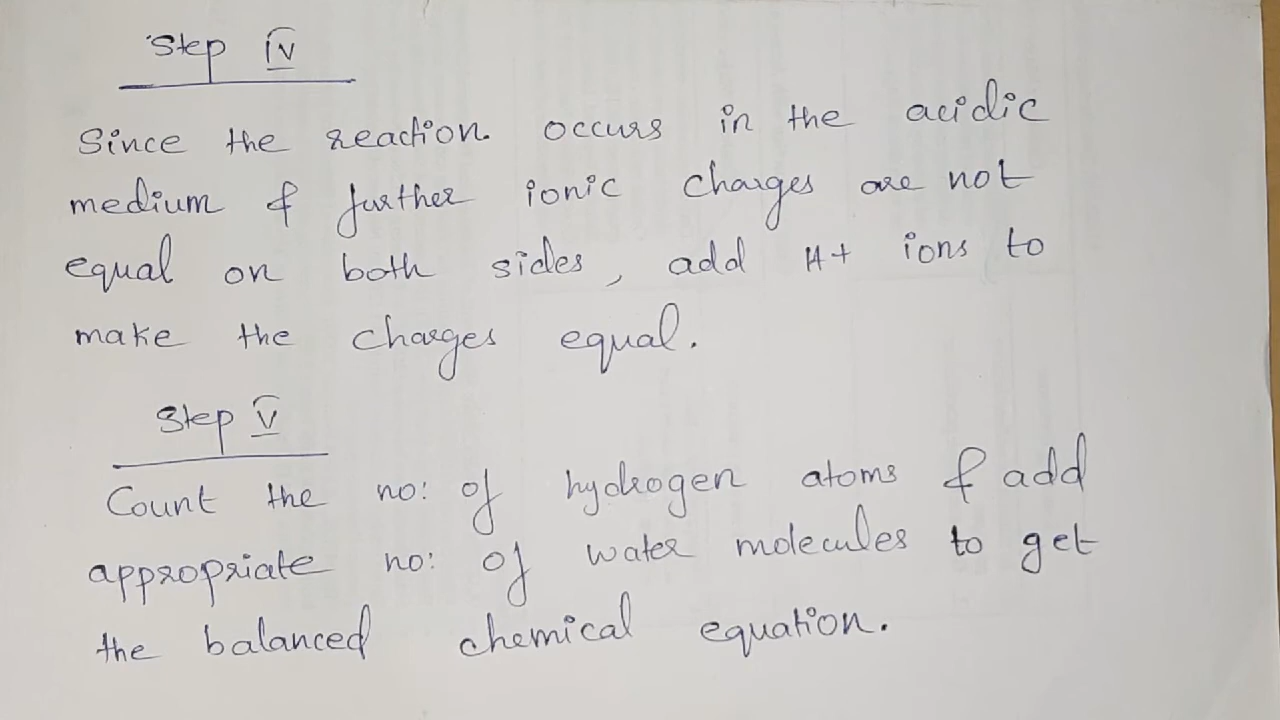 Step IV
Since the reaction occurs in the acidic
medium & further ionic charges are not
equal on both sides, add H+ ions to
make the charges equal.
Step V
Count the no: of hydrogen atoms & add
appropriate no: of water molecules to get
the balanced chemical equation.